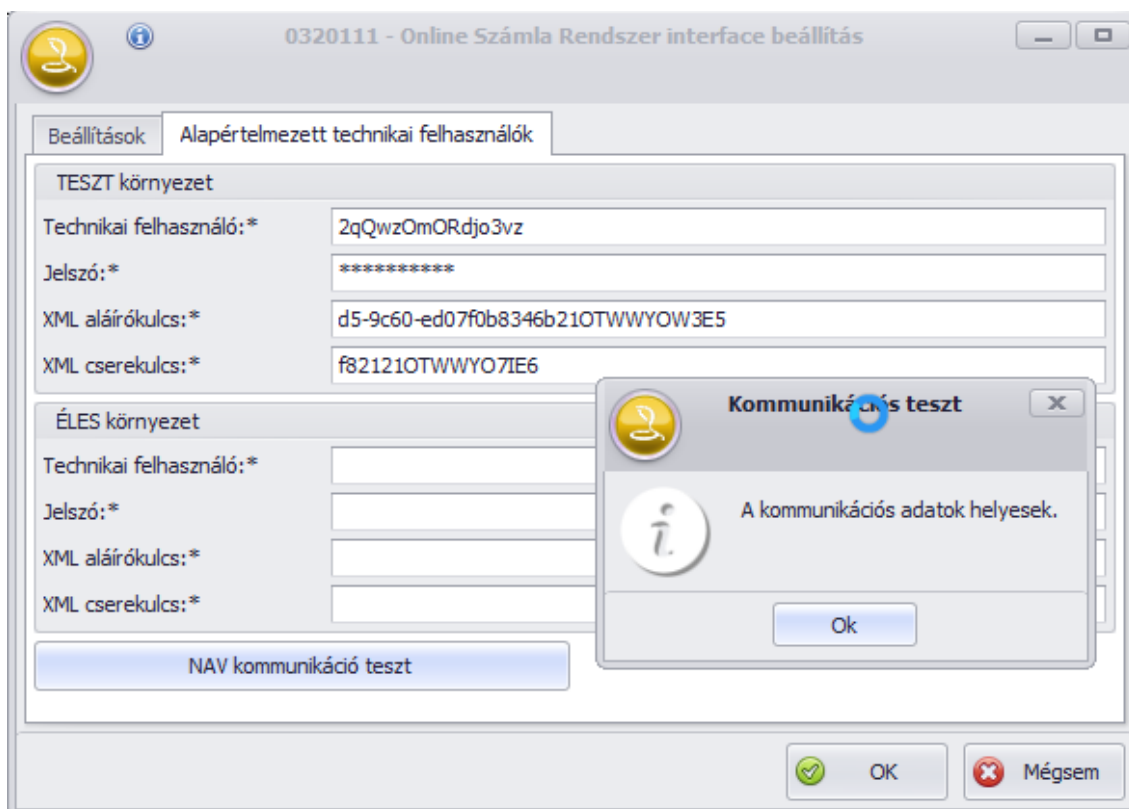 0320111 - Online Számla Rendszer interface beállítás
Beállítások
Alapértelmezett technikai felhasználók
TESZT környezet
Technikai felhasználó:* 2qQwzOmORdjo3vz
Jelszó:* **********
XML aláírókulcs:* d5-9c60-ed07f0b8346b21OTWWYOW3E5
XML cserekulcs:* f82121OTWWYO7IE6
ÉLES környezet
Technikai felhasználó:*
Jelszó:*
XML aláírókulcs:*
XML cserekulcs:*
NAV kommunikáció teszt
Kommunikációs teszt
A kommunikációs adatok helyesek.
Ok
OK
Mégsem